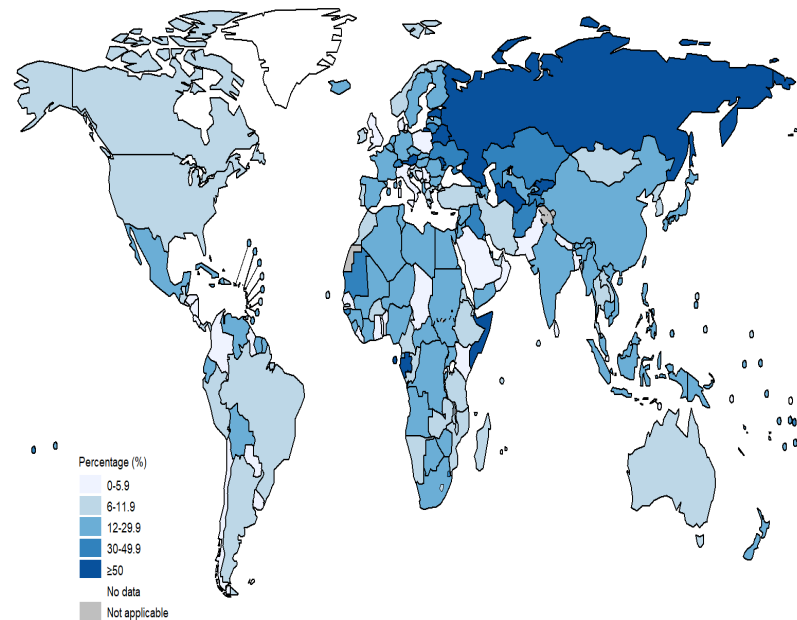 Percentage (%)
0-5.9
6-11.9
12-29.9
30-49.9
≥50
No data
Not applicable